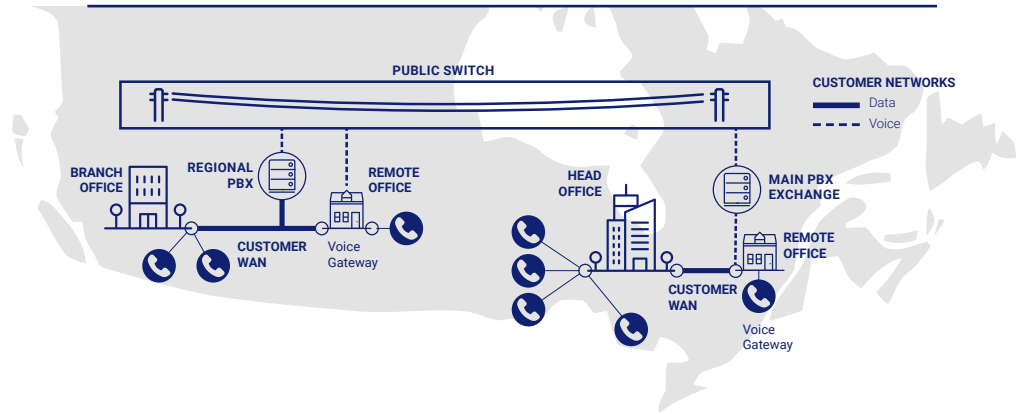 PUBLIC SWITCH
CUSTOMER NETWORKS
Data
Voice
BRANCH
OFFICE
REGIONAL
PBX
REMOTE
OFFICE
CUSTOMER
WAN
Voice
Gateway
HEAD
OFFICE
MAIN PBX
EXCHANGE
REMOTE
OFFICE
CUSTOMER
WAN
Voice
Gateway